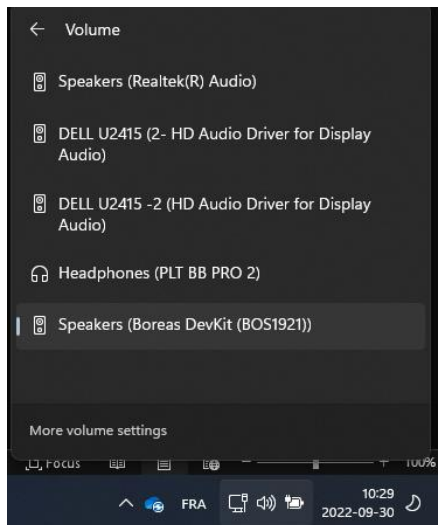 Volume
Speakers (Realtek(R) Audio)
DELL U2415 (2- HD Audio Driver for Display
Audio)
DELL U2415 -2 (HD Audio Driver for Display
Audio)
Headphones (PLT BB PRO 2)
Speakers (Boreas DevKit (BOS1921))
More volume settings
Focus 100%
FRA 10:29
2022-09-30